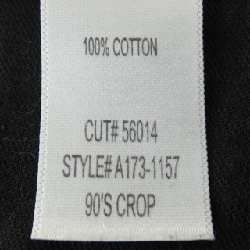 100% COTTON
CUT# 56014
STYLE# A173-1157
90'S CROP